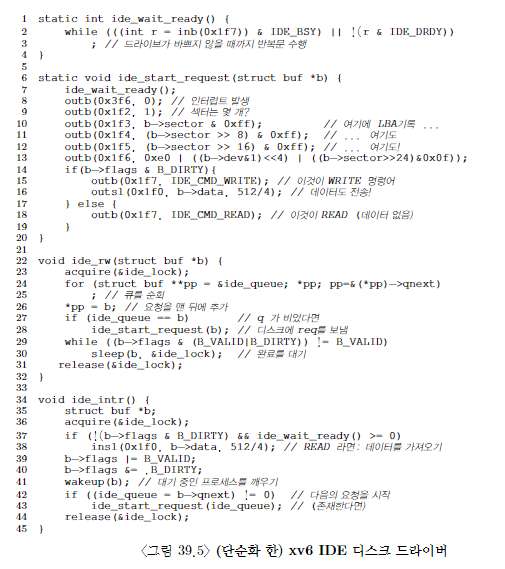 1 static int ide_wait_ready() {
2 while (((int r = inb(0x1f7)) & IDE_BSY) || !(r & IDE_DRDY))
3 ; // 드라이브가 바쁘지 않을 때까지 반복문 수행
4 }
5
6 static void ide_start_request(struct buf *b) {
7 ide_wait_ready();
8 outb(0x3f6, 0); // 인터럽트 발생
9 outb(0x1f2, 1); // 섹터는 몇 개?
10 outb(0x1f3, b->sector & 0xff); // 여기에 LBA기록 ...
11 outb(0x1f4, (b->sector >> 8) & 0xff); // ... 여기도
12 outb(0x1f5, (b->sector >> 16) & 0xff); // ... 여기도!
13 outb(0x1f6, 0xe0 | ((b->dev&1)<<4) | ((b->sector>>24)&0x0f));
14 if(b->flags & B_DIRTY){
15 outb(0x1f7, IDE_CMD_WRITE); // 이것이 WRITE 명령어
16 outsl(0x1f0, b->data, 512/4); // 데이터도 전송!
17 } else {
18 outb(0x1f7, IDE_CMD_READ); // 이것이 READ (데이터 없음)
19 }
20 }
21
22 void ide_rw(struct buf *b) {
23 acquire(&ide_lock);
24 for (struct buf **pp = &ide_queue; *pp; pp=&(*pp)->qnext)
25 ; // 큐를 순회
26 *pp = b; // 요청을 맨 뒤에 추가
27 if (ide_queue == b) // q 가 비었다면
28 ide_start_request(b); // 디스크에 req를 보냄
29 while ((b->flags & (B_VALID|B_DIRTY)) != B_VALID)
30 sleep(b, &ide_lock); // 완료를 대기
31 release(&ide_lock);
32 }
33
34 void ide_intr() {
35 struct buf *b;
36 acquire(&ide_lock);
37 if (!(b->flags & B_DIRTY) && ide_wait_ready() >= 0)
38 insl(0x1f0, b->data, 512/4); // READ 라면: 데이터를 가져오기
39 b->flags |= B_VALID;
40 b->flags &= .B_DIRTY;
41 wakeup(b); // 대기 중인 프로세스를 깨우기
42 if ((ide_queue = b->qnext) != 0) // 다음의 요청을 시작
43 ide_start_request(ide_queue); // (존재한다면)
44 release(&ide_lock);
45 }
〈그림 39.5〉 (단순화 한) xv6 IDE 디스크 드라이버